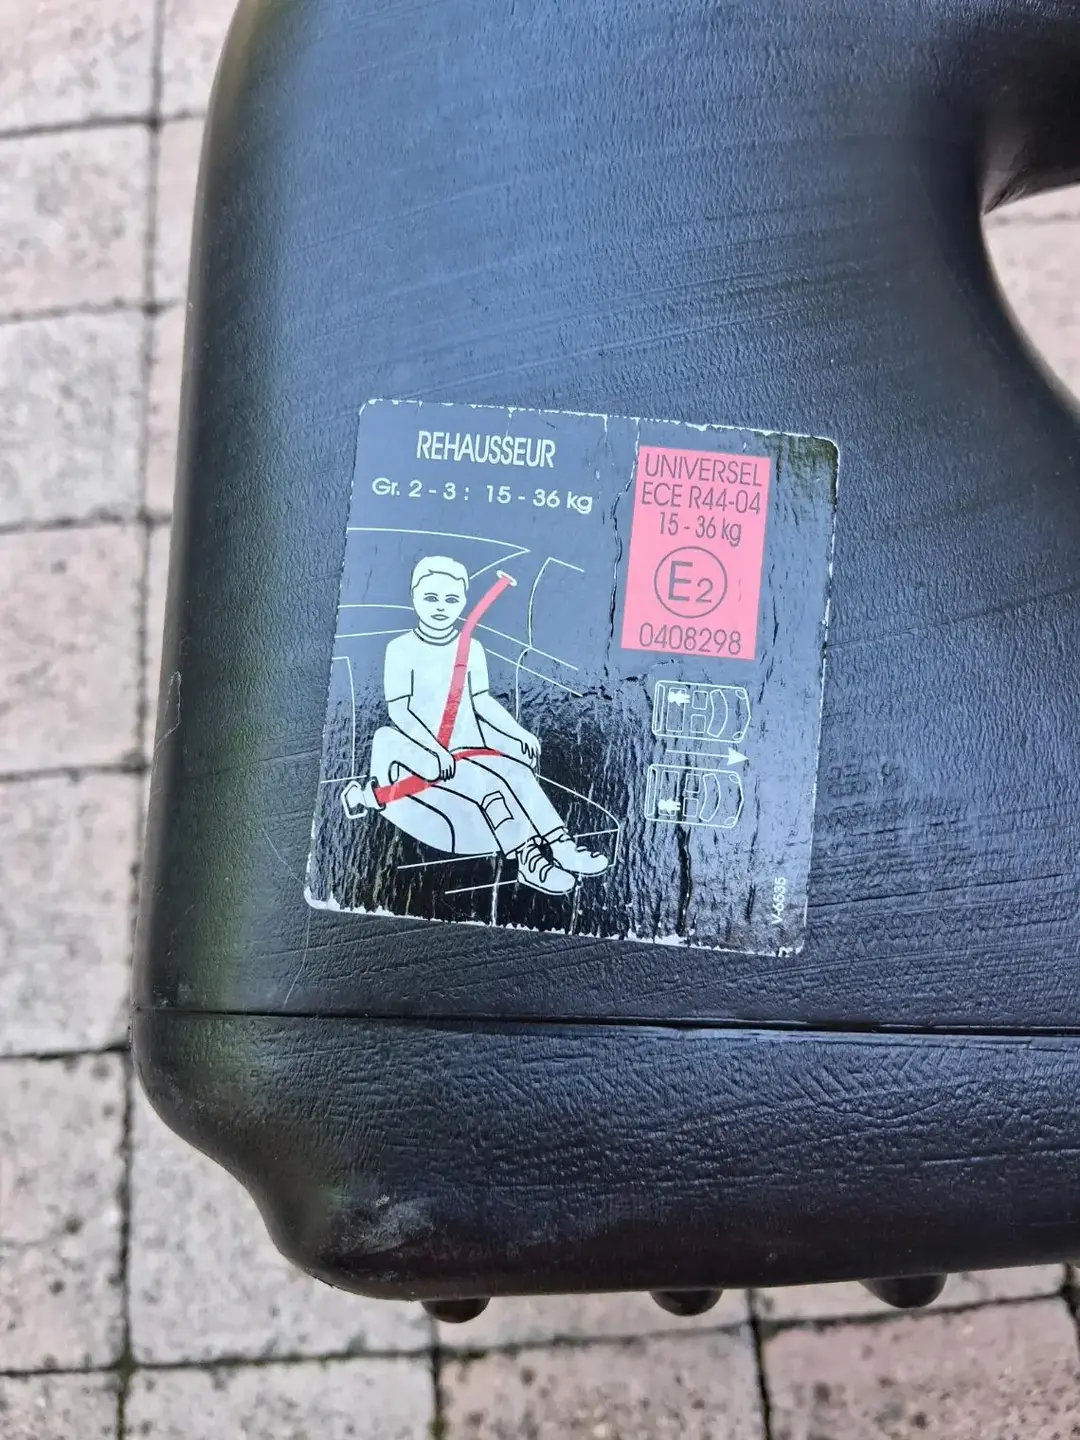 REHAUSSEUR
Gr. 2 - 3 : 15 - 36 kg
UNIVERSEL
ECE R44-04
15 - 36 kg
E2
0408298
V-6535